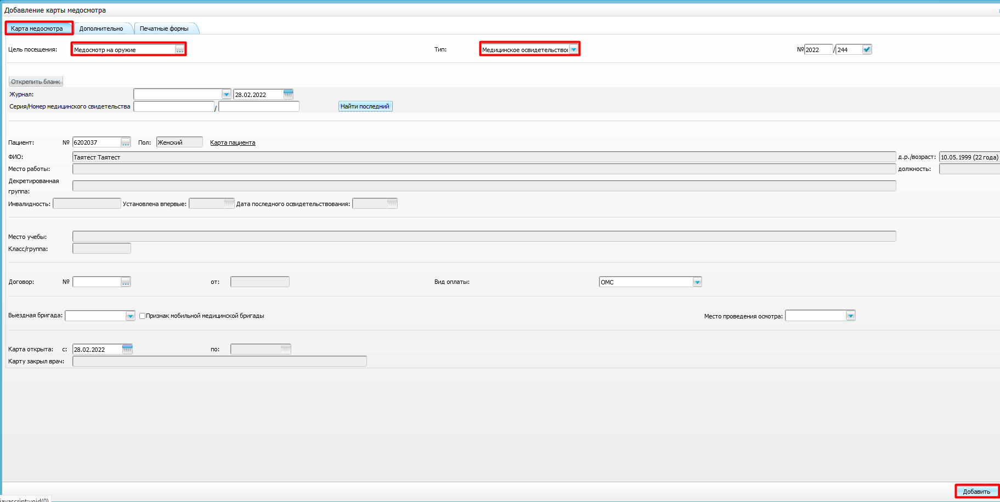 Добавление карты медосмотра
Карта медосмотра Дополнительно Печатные формы
Цель посещения: Медосмотр на оружие ... Тип: Медицинское освидетельствов № 2022 / 244
Открепить бланк
Журнал: 28.02.2022
Серия/Номер медицинского свидетельства / Найти последний
Пациент: № 6202037 ... Пол: Женский Карта пациента
ФИО: Таятест Таятест д.р./возраст: 10.05.1999 (22 года)
Место работы: должность:
Декретированная
группа:
Инвалидность: Установлена впервые: Дата последного освидетельствования:
Место учебы:
Класс/группа:
Договор: № ... от: Вид оплаты: ОМС
Выездная бригада: Признак мобильной медицинской бригады Место проведения осмотра:
Карта открыта: с: 28.02.2022 по:
Карту закрыл врач:
Добавить
javascript:void(0)